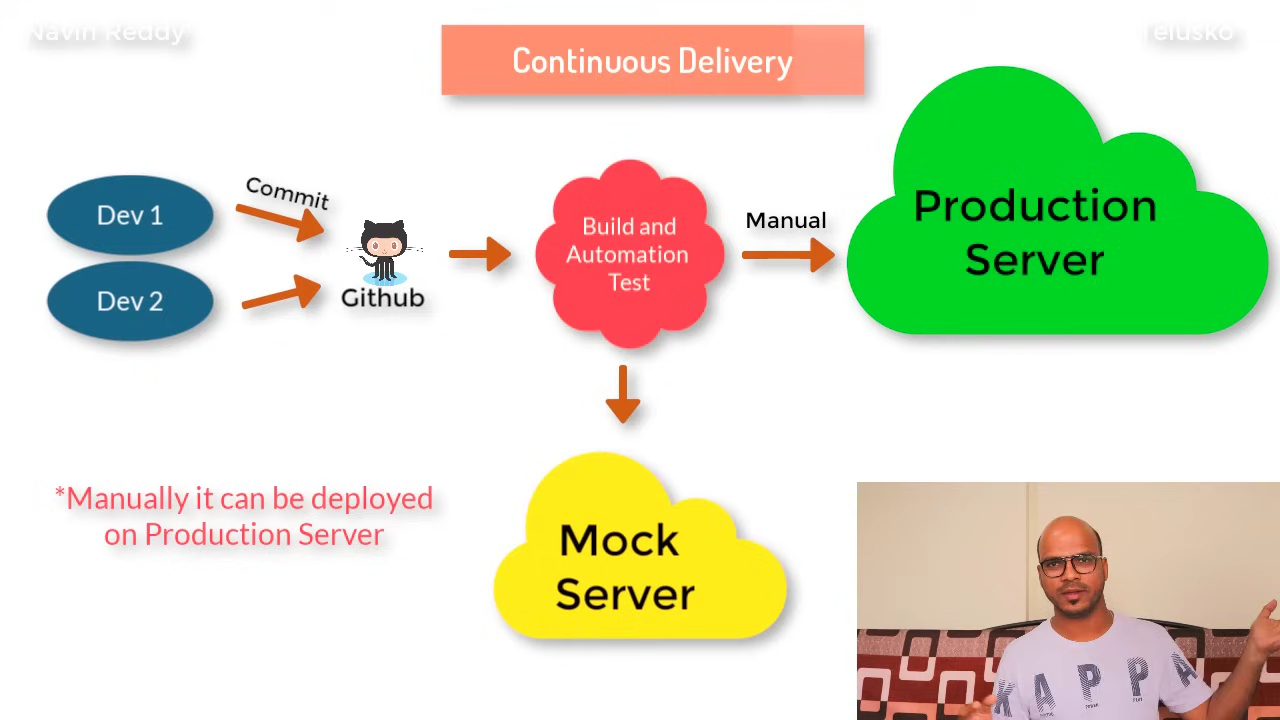 Navin Reddy
Telusko
Continuous Delivery
Dev 1
Dev 2
Commit
Github
Build and
Automation
Test
Manual
Production
Server
*Manually it can be deployed
on Production Server
Mock
Server
KAPPA